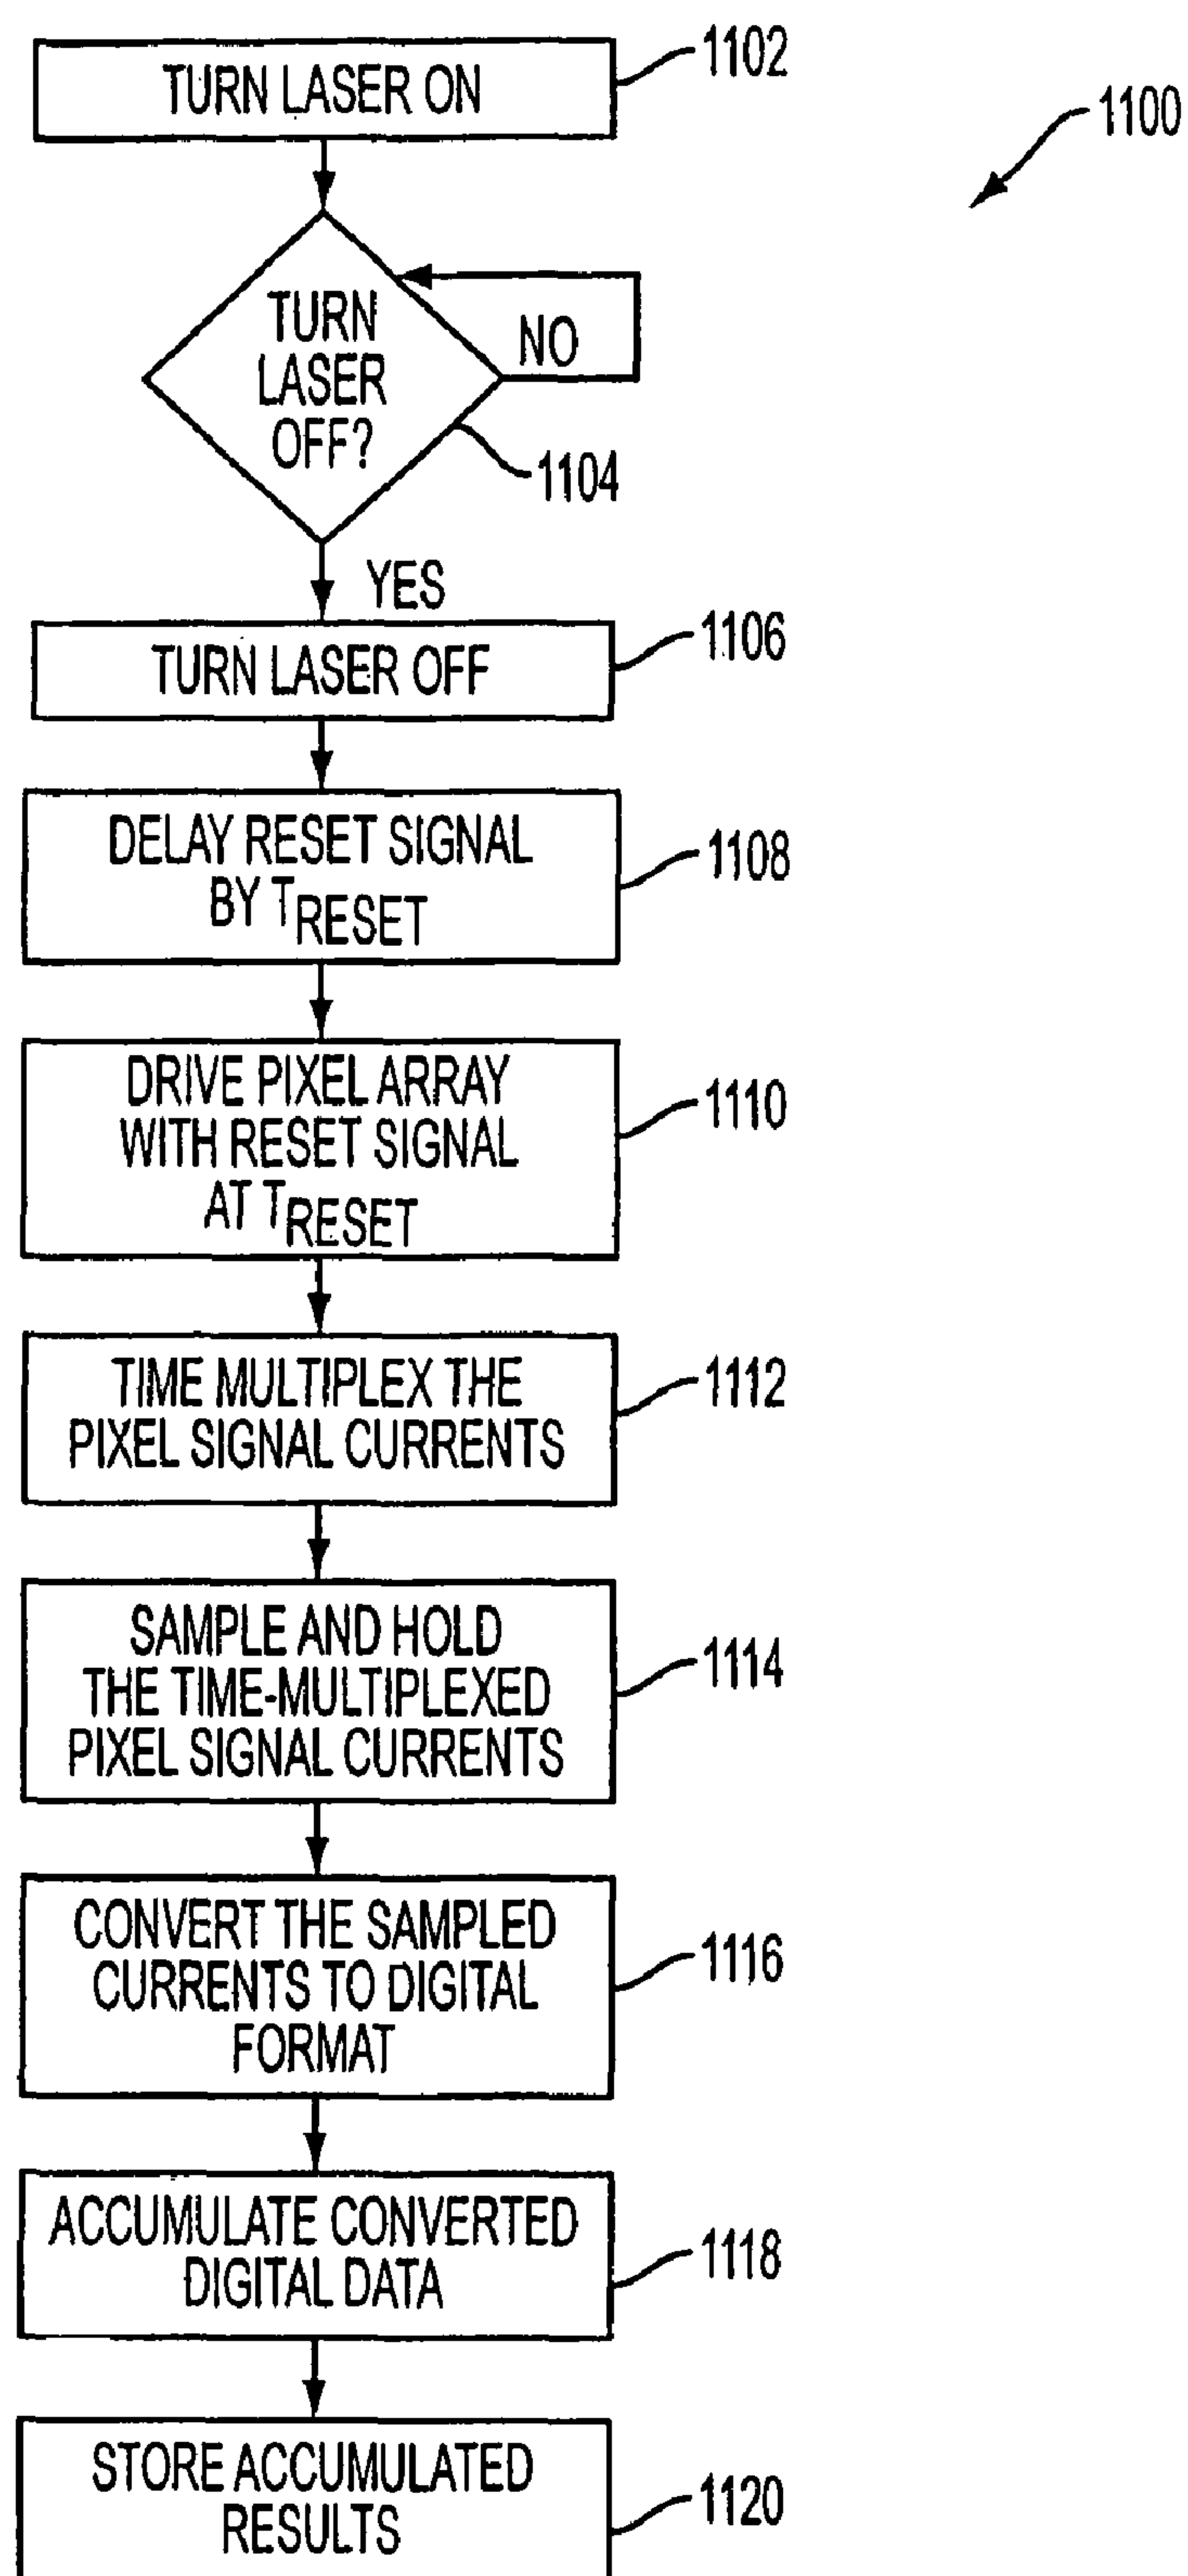 TURN LASER ON
1102
1100
TURN
LASER
OFF?
NO
1104
YES
TURN LASER OFF
1106
DELAY RESET SIGNAL
BY TRESET
1108
DRIVE PIXEL ARRAY
WITH RESET SIGNAL
AT TRESET
1110
TIME MULTIPLEX THE
PIXEL SIGNAL CURRENTS
1112
SAMPLE AND HOLD
THE TIME-MULTIPLEXED
PIXEL SIGNAL CURRENTS
1114
CONVERT THE SAMPLED
CURRENTS TO DIGITAL
FORMAT
1116
ACCUMULATE CONVERTED
DIGITAL DATA
1118
STORE ACCUMULATED
RESULTS
1120